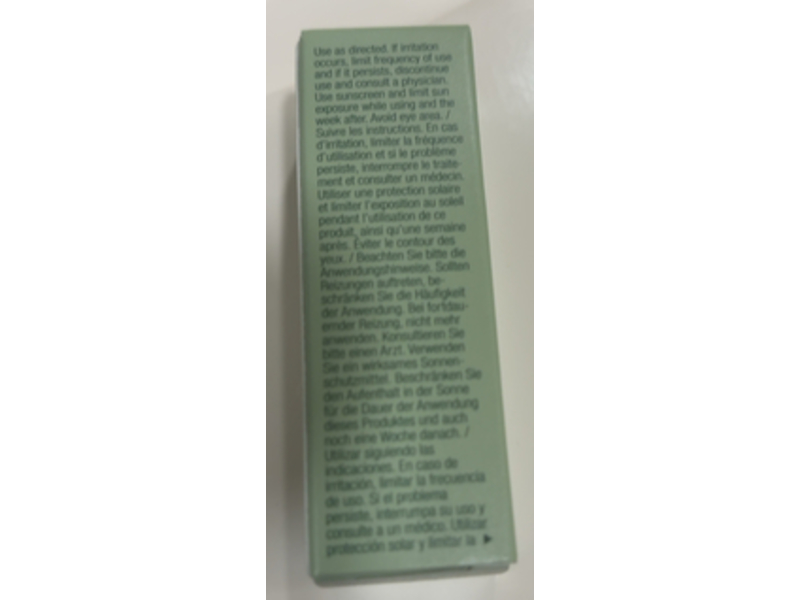 Use as directed. If irritation
occurs, limit frequency of use
and if it persists, discontinue
use and consult a physician.
Use sunscreen and limit sun
exposure while using and the
week after. Avoid eye area. /
Suivre les instructions. En cas
d'irritation, limiter la fréquence
d'utilisation et si le problème
persiste, interrompre le traite-
ment et consulter un médecin.
Utiliser une protection solaire
et limiter l'exposition au soleil
pendant l'utilisation de ce
produit, ainsi qu'une semaine
après. Éviter le contour des
yeux. / Beachten Sie bitte die
Anwendungshinweise. Sollten
Reizungen auftreten, be-
schränken Sie die Häufigkeit
der Anwendung. Bei fortdau-
ernder Reizung, nicht mehr
anwenden. Konsultieren Sie
bitte einen Arzt. Verwenden
Sie ein wirksames Sonnen-
schutzmittel. Beschränken Sie
den Aufenthalt in der Sonne
für die Dauer der Anwendung
dieses Produktes und auch
noch eine Woche danach. /
Utilizar siguiendo las
indicaciones. En caso de
irritación, limitar la frecuencia
de uso. Si el problema
persiste, interrumpa su uso y
consulte a un médico. Utilizar
protección solar y limitar la ►